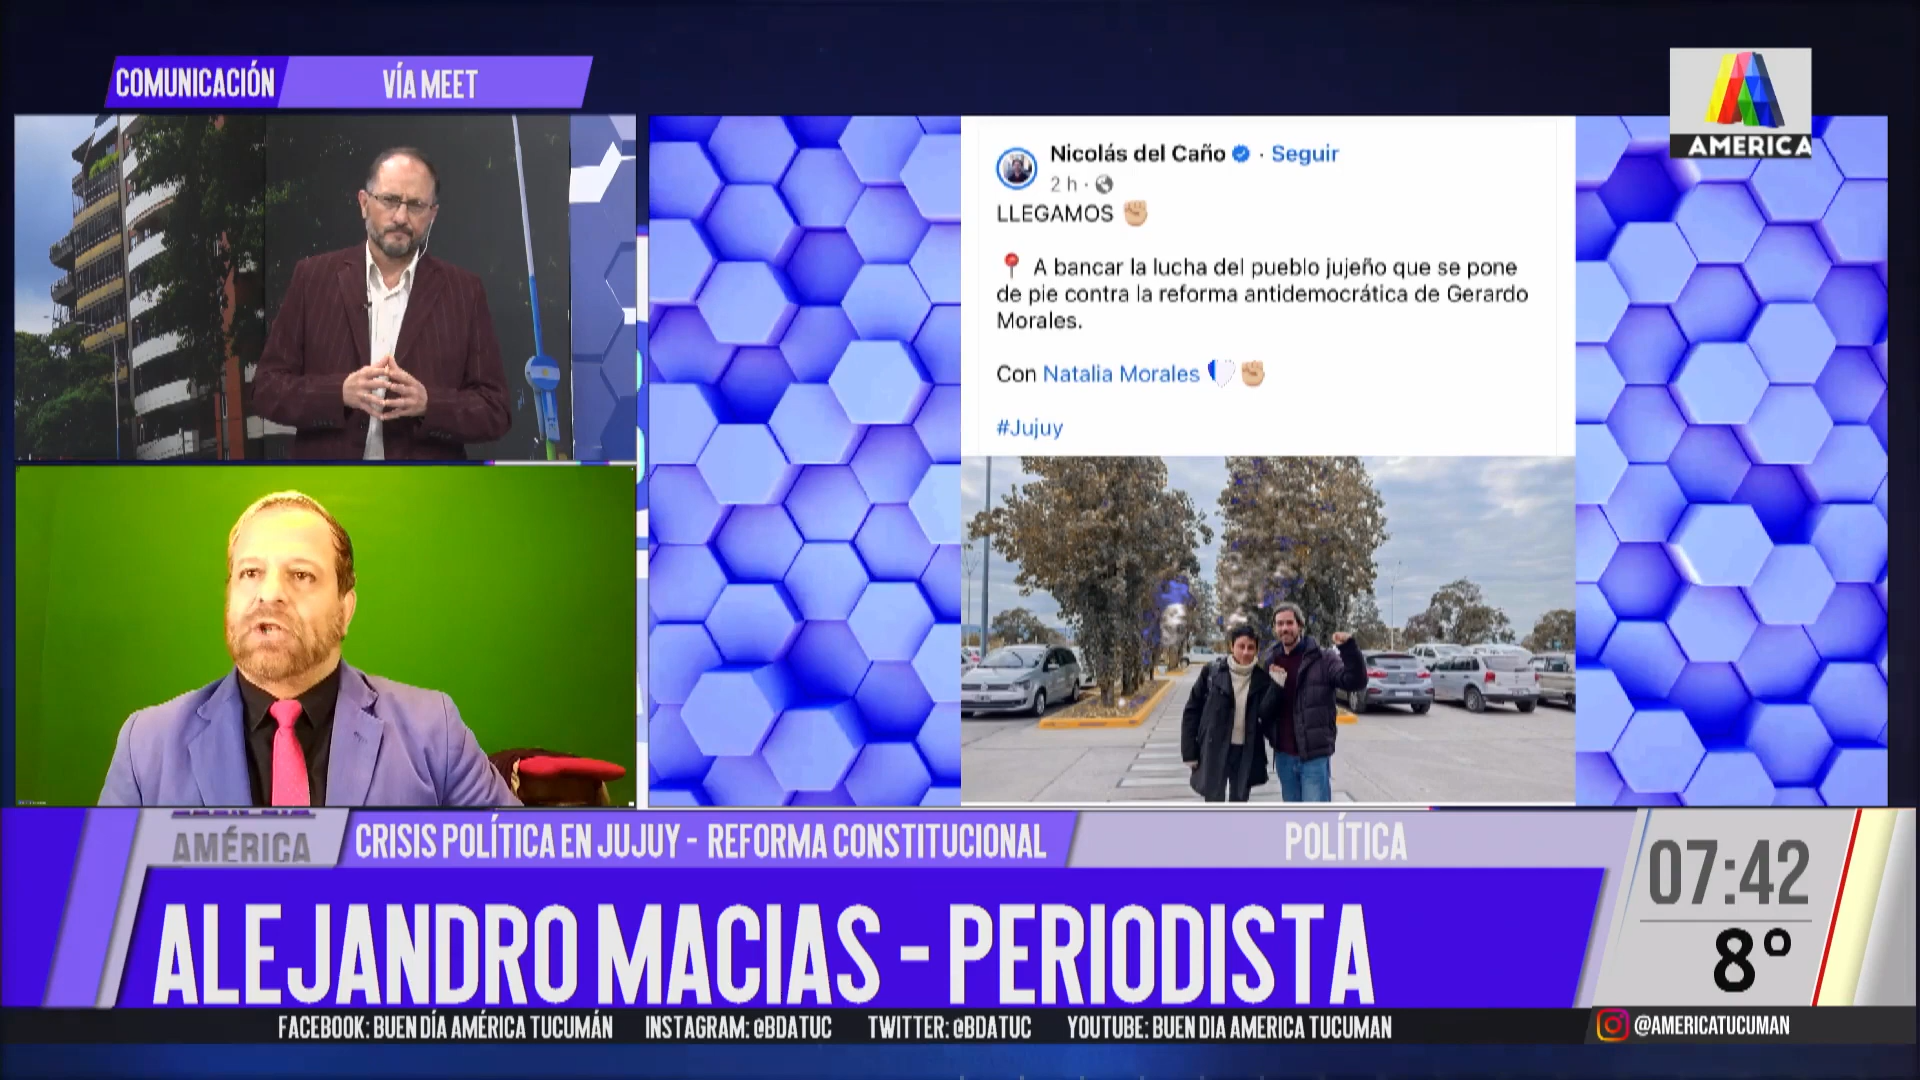 COMUNICACIÓN VÍA MEET
AMERICA
Nicolás del Caño · Seguir
2 h ·
LLEGAMOS ✊🏼
📍 A bancar la lucha del pueblo jujeño que se pone
de pie contra la reforma antidemocrática de Gerardo
Morales.
Con Natalia Morales 🤍✊🏼
#Jujuy
AMÉRICA
CRISIS POLÍTICA EN JUJUY - REFORMA CONSTITUCIONAL
POLÍTICA
ALEJANDRO MACIAS - PERIODISTA
07:42
8°
FACEBOOK: BUEN DÍA AMÉRICA TUCUMÁN INSTAGRAM: @BDATUC TWITTER: @BDATUC YOUTUBE: BUEN DIA AMERICA TUCUMAN
@AMERICATUCUMAN